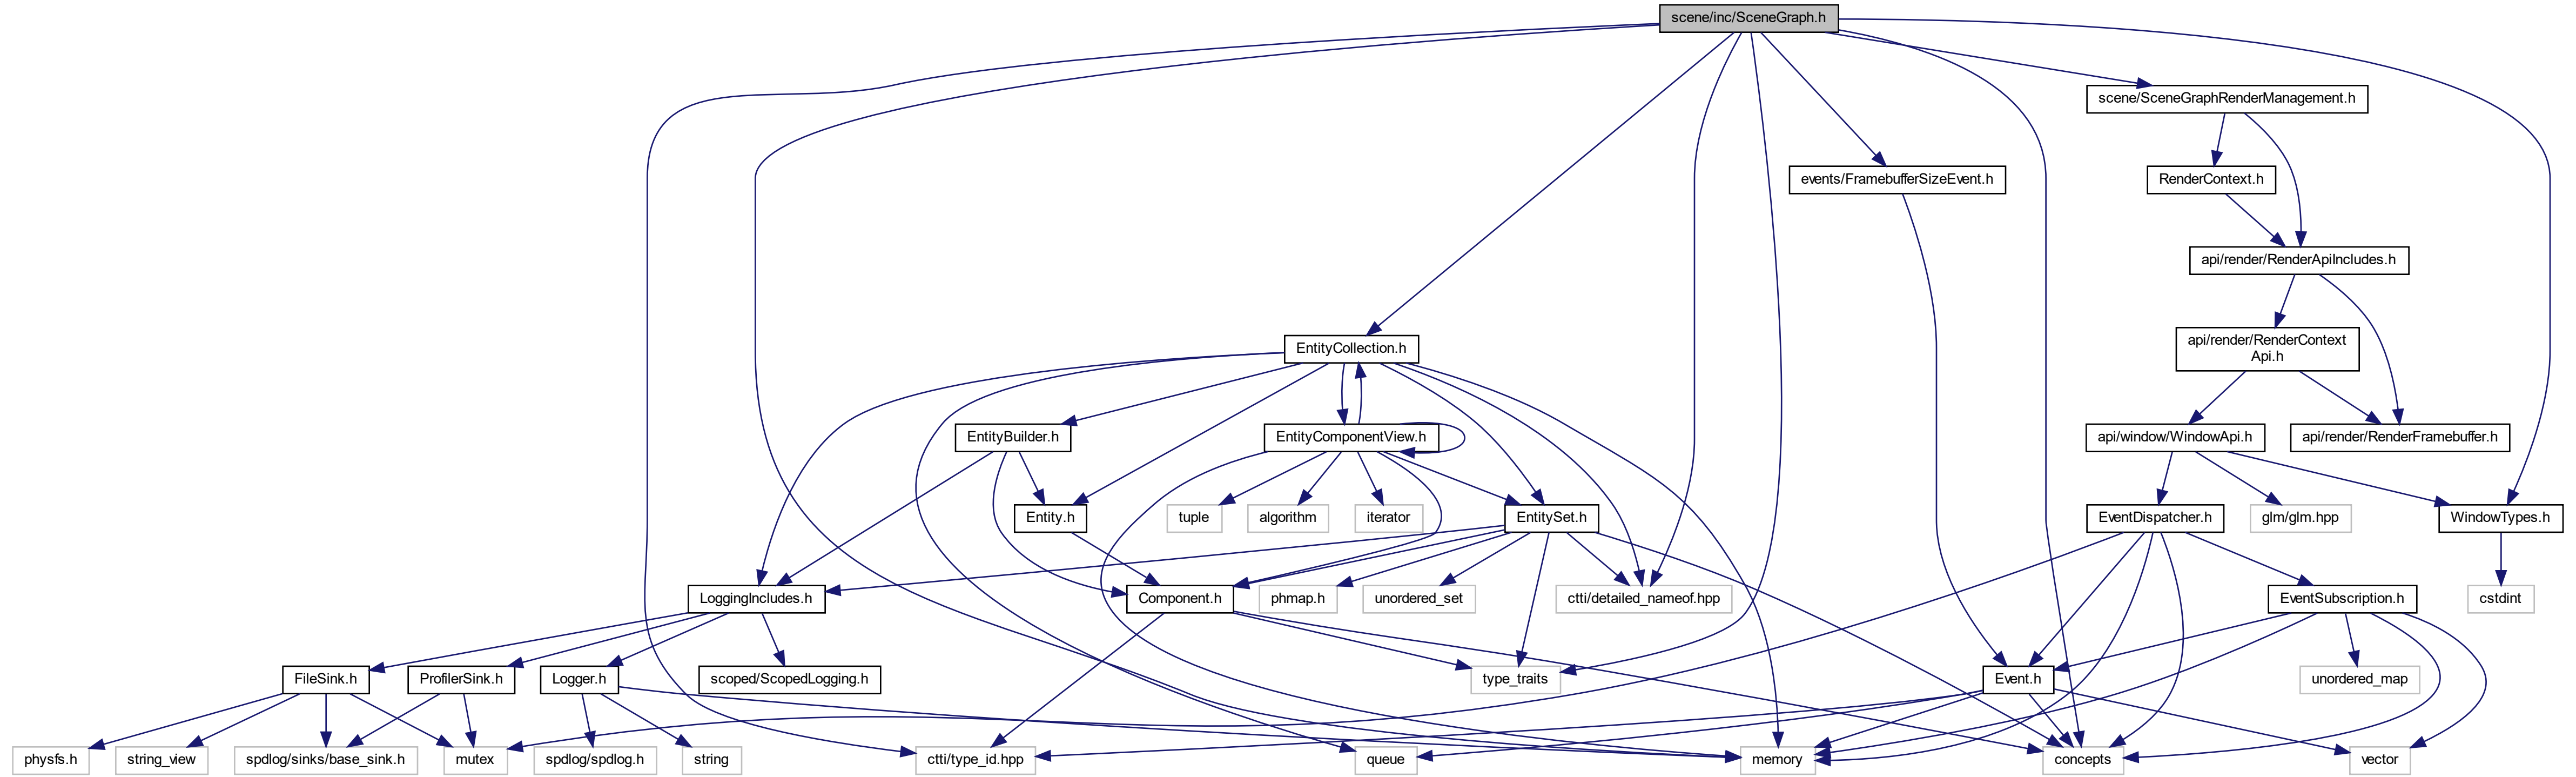 scene/inc/SceneGraph.h
scene/SceneGraphRenderManagement.h
events/FramebufferSizeEvent.h
RenderContext.h
api/render/RenderApiIncludes.h
EntityCollection.h
api/render/RenderContext
Api.h
EntityBuilder.h
EntityComponentView.h
api/window/WindowApi.h
api/render/RenderFramebuffer.h
Entity.h
tuple
algorithm
iterator
EntitySet.h
EventDispatcher.h
glm/glm.hpp
WindowTypes.h
LoggingIncludes.h
Component.h
phmap.h
unordered_set
ctti/detailed_nameof.hpp
EventSubscription.h
cstdint
FileSink.h
ProfilerSink.h
Logger.h
scoped/ScopedLogging.h
type_traits
Event.h
unordered_map
physfs.h
string_view
spdlog/sinks/base_sink.h
mutex
spdlog/spdlog.h
string
ctti/type_id.hpp
queue
memory
concepts
vector